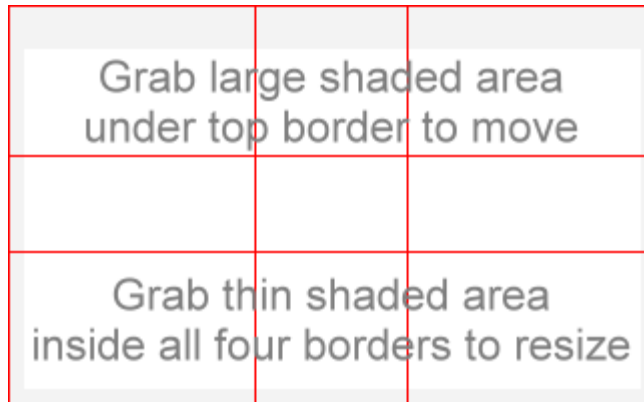 Grab large shaded area
under top border to move
Grab thin shaded area
inside all four borders to resize